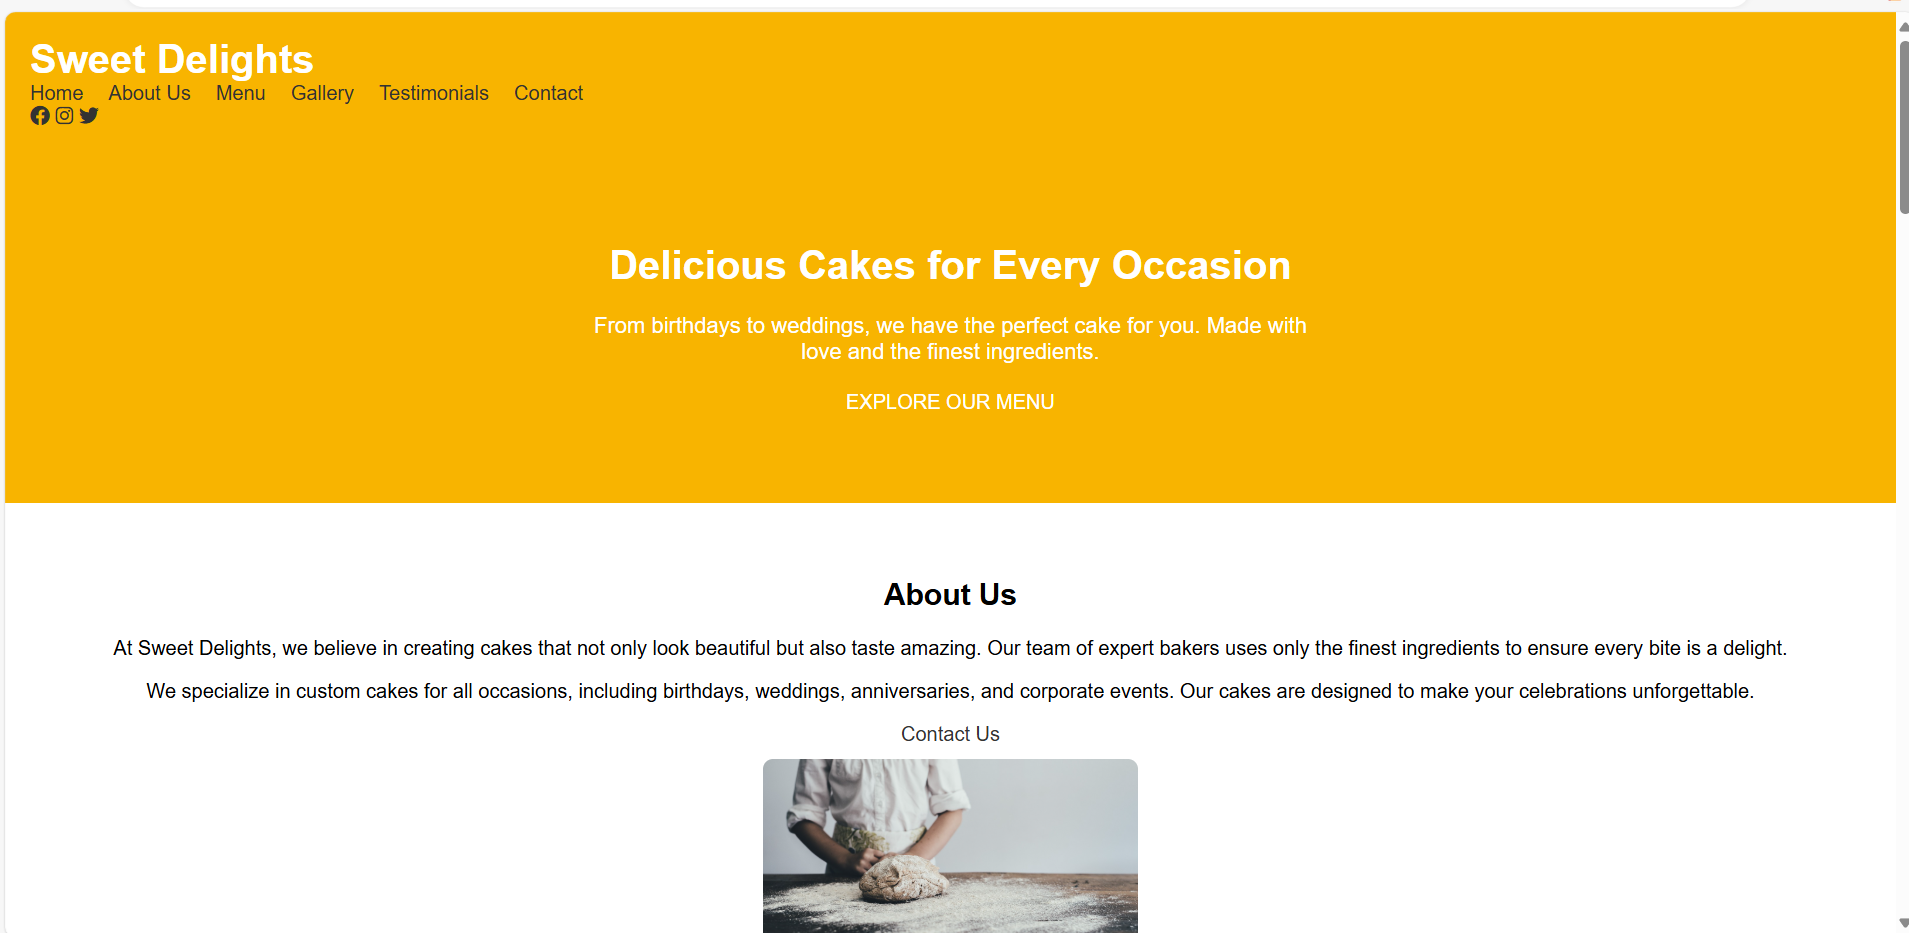 Sweet Delights
Home About Us Menu Gallery Testimonials Contact
Delicious Cakes for Every Occasion
From birthdays to weddings, we have the perfect cake for you. Made with
love and the finest ingredients.
EXPLORE OUR MENU
About Us
At Sweet Delights, we believe in creating cakes that not only look beautiful but also taste amazing. Our team of expert bakers uses only the finest ingredients to ensure every bite is a delight.
We specialize in custom cakes for all occasions, including birthdays, weddings, anniversaries, and corporate events. Our cakes are designed to make your celebrations unforgettable.
Contact Us